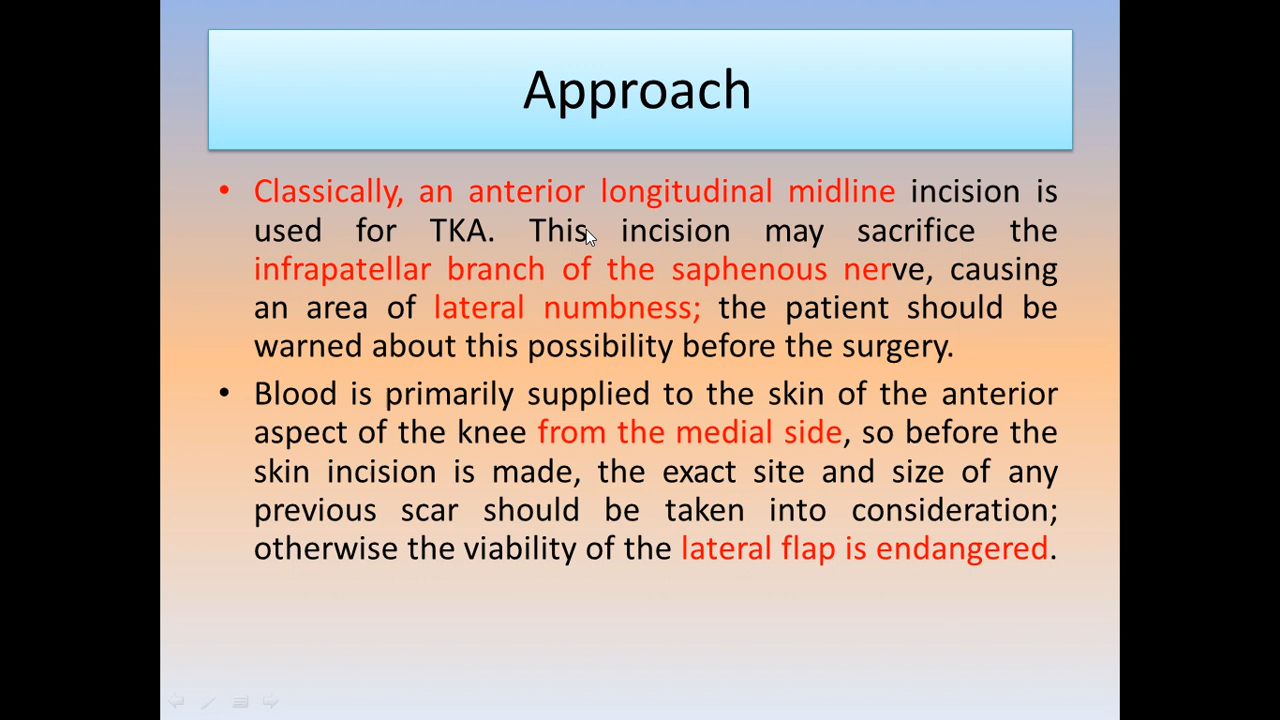 Approach
• Classically, an anterior longitudinal midline incision is
used for TKA. This incision may sacrifice the
infrapatellar branch of the saphenous nerve, causing
an area of lateral numbness; the patient should be
warned about this possibility before the surgery.
• Blood is primarily supplied to the skin of the anterior
aspect of the knee from the medial side, so before the
skin incision is made, the exact site and size of any
previous scar should be taken into consideration;
otherwise the viability of the lateral flap is endangered.